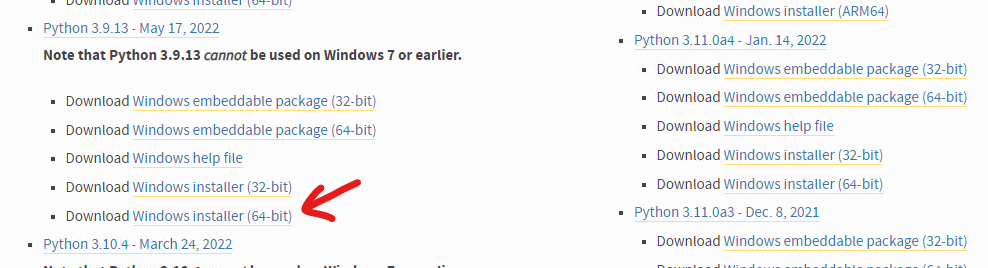 Download Windows installer (64-bit)
Python 3.9.13 - May 17, 2022
Note that Python 3.9.13 cannot be used on Windows 7 or earlier.
Download Windows embeddable package (32-bit)
Download Windows embeddable package (64-bit)
Download Windows help file
Download Windows installer (32-bit)
Download Windows installer (64-bit)
Python 3.10.4 - March 24, 2022
Download Windows installer (ARM64)
Python 3.11.0a4 - Jan. 14, 2022
Download Windows embeddable package (32-bit)
Download Windows embeddable package (64-bit)
Download Windows help file
Download Windows installer (32-bit)
Download Windows installer (64-bit)
Python 3.11.0a3 - Dec. 8, 2021
Download Windows embeddable package (32-bit)
Download Windows embeddable package (64-bit)